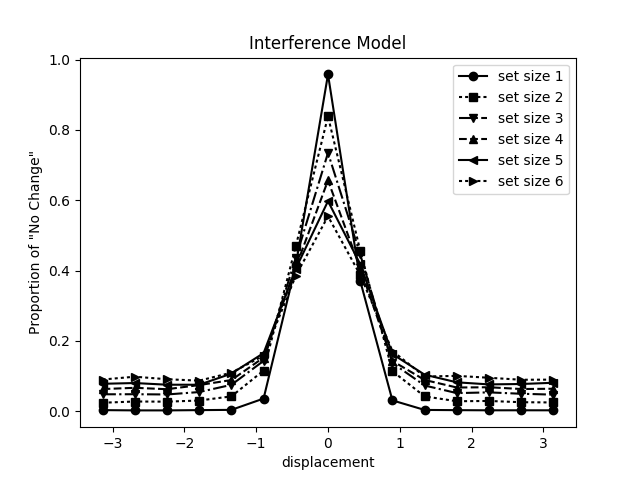 Interference Model
Proportion of "No Change"
1.0
0.8
0.6
0.4
0.2
0.0
−3
−2
−1
0
1
2
3
displacement
set size 1
set size 2
set size 3
set size 4
set size 5
set size 6